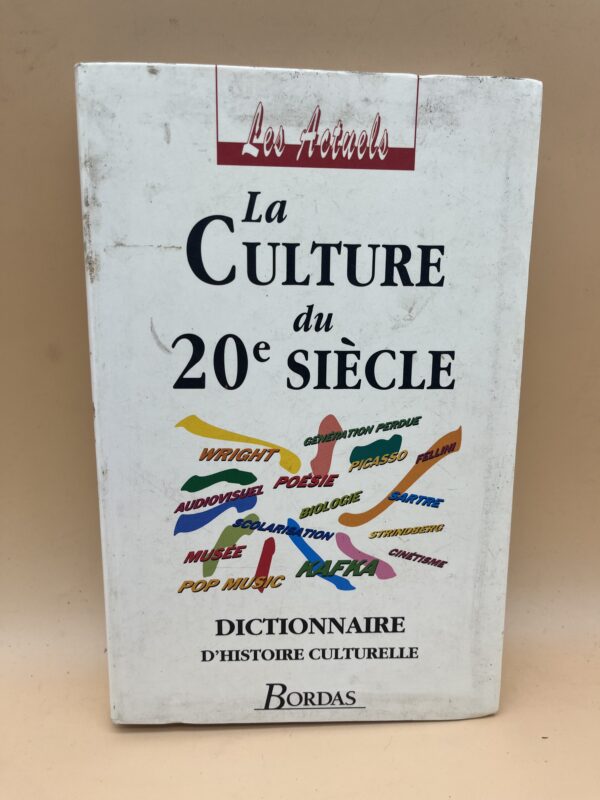 Les Actuels
La
CULTURE
du
20e SIÈCLE
GÉNÉRATION PERDUE
WRIGHT
PICASSO
FELLINI
POÉSIE
AUDIOVISUEL
BIOLOGIE
SARTRE
SCOLARISATION
STRINDBERG
MUSÉE
CINÉTISME
POP MUSIC
KAFKA
DICTIONNAIRE
D'HISTOIRE CULTURELLE
BORDAS